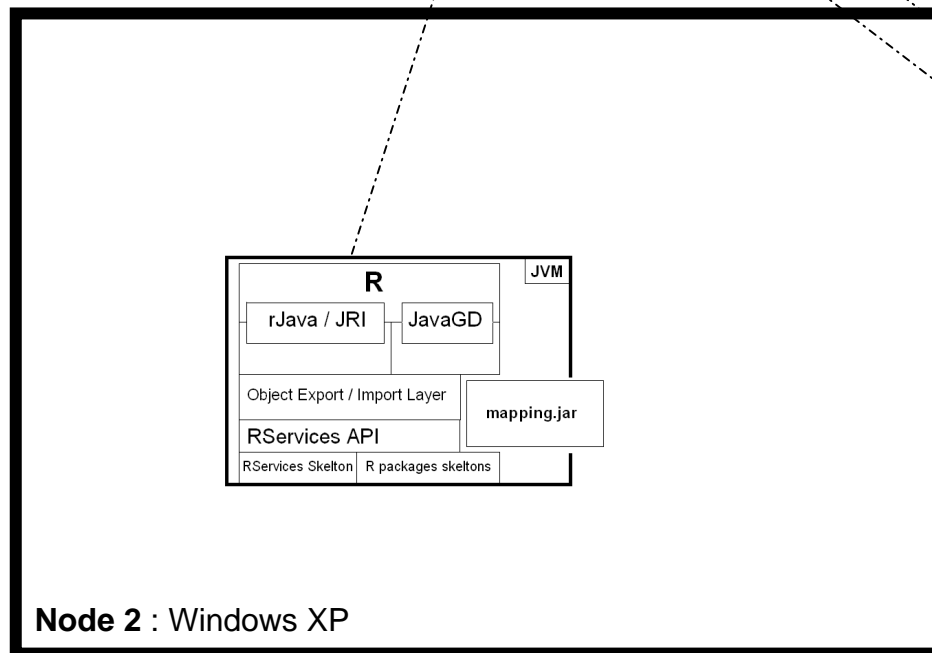 R
JVM
rJava / JRI
JavaGD
Object Export / Import Layer
mapping.jar
RServices API
RServices Skelton
R packages skeltons
Node 2 : Windows XP